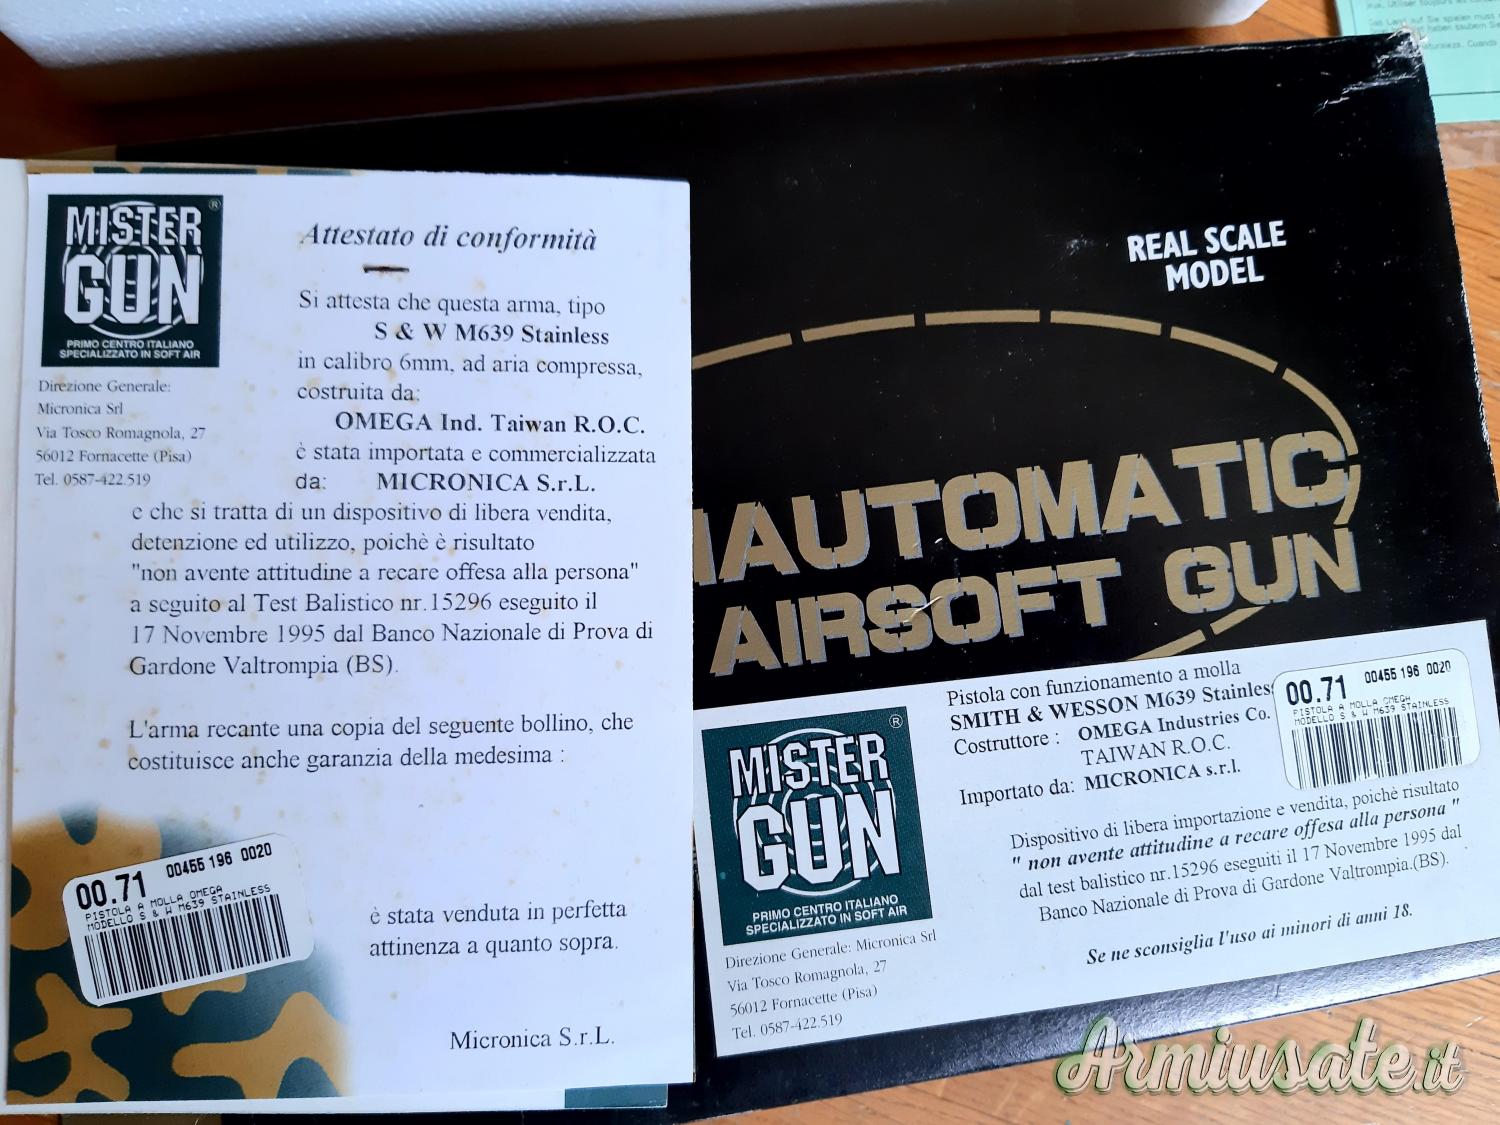 MISTER
GUN
®
PRIMO CENTRO ITALIANO
SPECIALIZZATO IN SOFT AIR
Direzione Generale:
Micronica Srl
Via Tosco Romagnola, 27
56012 Fornacette (Pisa)
Tel. 0587-422.519
Attestato di conformità
Si attesta che questa arma, tipo
S & W M639 Stainless
in calibro 6mm, ad aria compressa,
costruita da:
OMEGA Ind. Taiwan R.O.C.
è stata importata e commercializzata
da: MICRONICA S.r.L.
e che si tratta di un dispositivo di libera vendita,
detenzione ed utilizzo, poichè è risultato
"non avente attitudine a recare offesa alla persona"
a seguito al Test Balistico nr.15296 eseguito il
17 Novembre 1995 dal Banco Nazionale di Prova di
Gardone Valtrompia (BS).
L'arma recante una copia del seguente bollino, che
costituisce anche garanzia della medesima :
00.71 00455 196 0020
PISTOLA A MOLLA OMEGA
MODELLO S & W M639 STAINLESS
è stata venduta in perfetta
attinenza a quanto sopra.
Micronica S.r.L.
REAL SCALE
MODEL
AUTOMATIC
AIRSOFT GUN
MISTER
GUN
®
PRIMO CENTRO ITALIANO
SPECIALIZZATO IN SOFT AIR
Direzione Generale: Micronica Srl
Via Tosco Romagnola, 27
56012 Fornacette (Pisa)
Tel. 0587-422.519
Pistola con funzionamento a molla
SMITH & WESSON M639 Stainless
Costruttore : OMEGA Industries Co.
TAIWAN R.O.C.
Importato da: MICRONICA s.r.l.
00.71 00455 196 0020
PISTOLA A MOLLA OMEGA
MODELLO S & W M639 STAINLESS
Dispositivo di libera importazione e vendita, poichè risultato
" non avente attitudine a recare offesa alla persona "
dal test balistico nr.15296 eseguiti il 17 Novembre 1995 dal
Banco Nazionale di Prova di Gardone Valtrompia.(BS).
Se ne sconsiglia l'uso ai minori di anni 18.
Armiusate.it